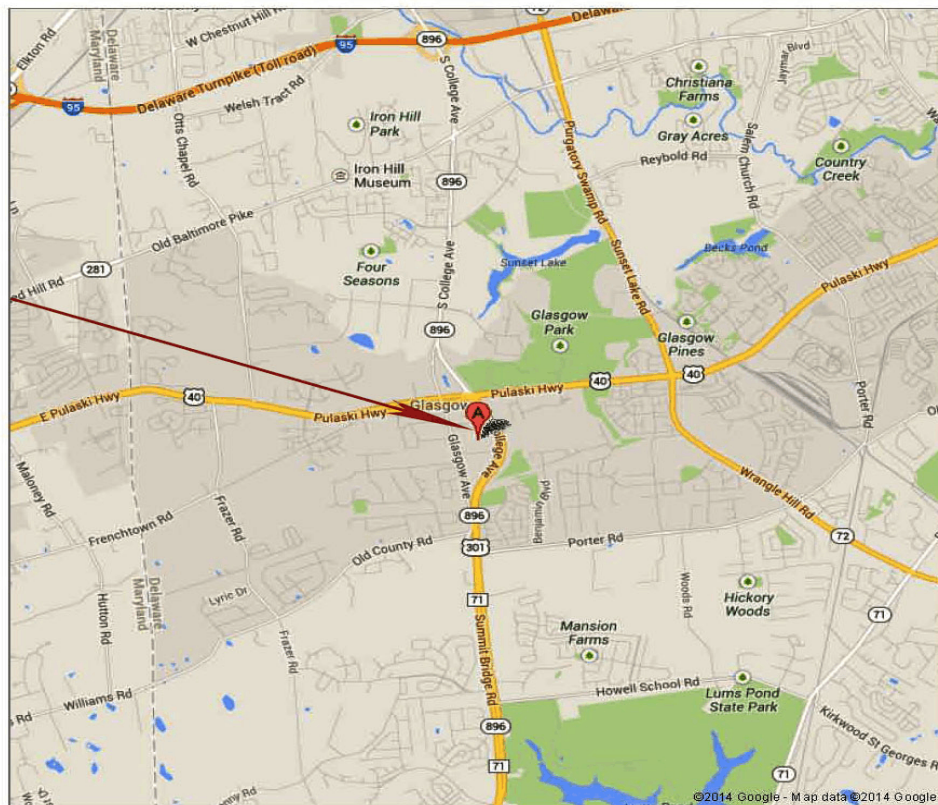 W Chestnut Hill Rd
896
72
Delaware
Elkton Rd
Delaware
Maryland
95
S College Ave
Delaware Turnpike (Toll road)
Welsh Tract Rd
95
Otts Chapel Rd
Iron Hill
Park
Iron Hill
Museum
896
Jaymar Blvd
Christiana
Farms
Gray Acres
Salem Church Rd
Country
Creek
Reybold Rd
Purgatory Swamp Rd
Old Baltimore Pike
Four
Seasons
S College Ave
Sunset Lake
Becks Pond
Sunset Lake Rd
281
ed Hill Rd
Pulaski Hwy
896
Glasgow
Park
Glasgow
Pines
40
E Pulaski Hwy
40
Pulaski Hwy
Glasgow
A
Pulaski Hwy
40
Porter Rd
Glasgow Ave
College Ave
Maloney Rd
Frenchtown Rd
Frazer Rd
Wrangle Hill Rd
Benjamin Blvd
896
Old County Rd
301
Porter Rd
72
Delaware
Maryland
Hutton Rd
Lyric Dr
71
Woods Rd
Hickory
Woods
71
Frazer Rd
Summit Bridge Rd
Mansion
Farms
Williams Rd
Howell School Rd
Lums Pond
State Park
Kirkwood St Georges R
896
71
©2014 Google - Map data ©2014 Google